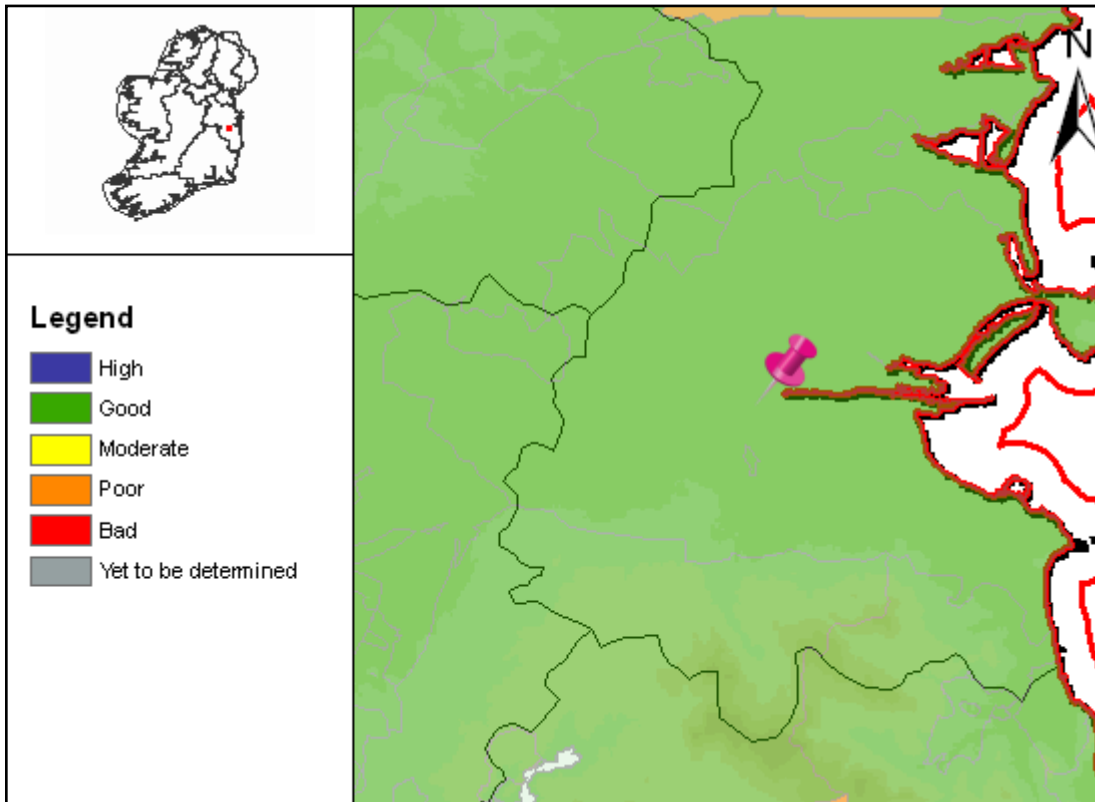 N
Legend
High
Good
Moderate
Poor
Bad
Yet to be determined